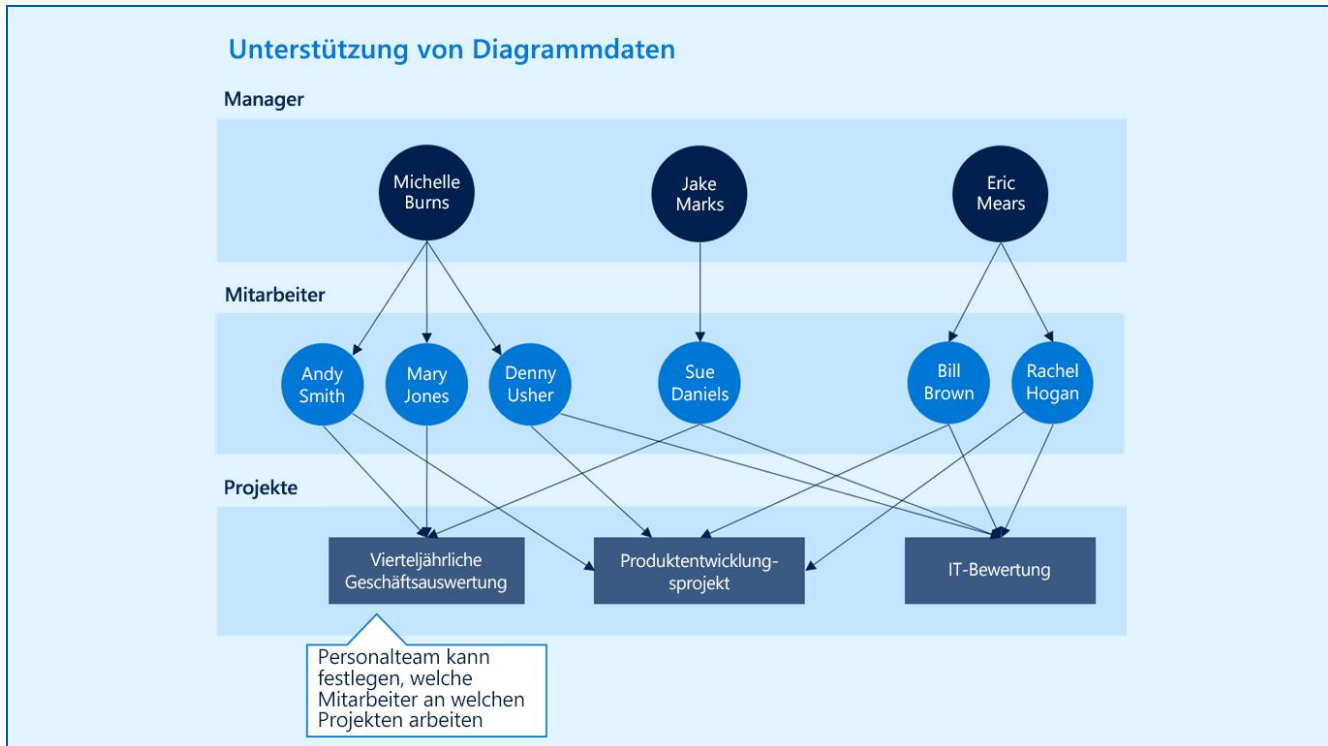 Unterstützung von Diagrammdaten
Manager
Michelle
Burns
Jake
Marks
Eric
Mears
Mitarbeiter
Andy
Smith
Mary
Jones
Denny
Usher
Sue
Daniels
Bill
Brown
Rachel
Hogan
Projekte
Vierteljährliche
Geschäftsauswertung
Produktentwicklung-
sprojekt
IT-Bewertung
Personalteam kann
festlegen, welche
Mitarbeiter an welchen
Projekten arbeiten